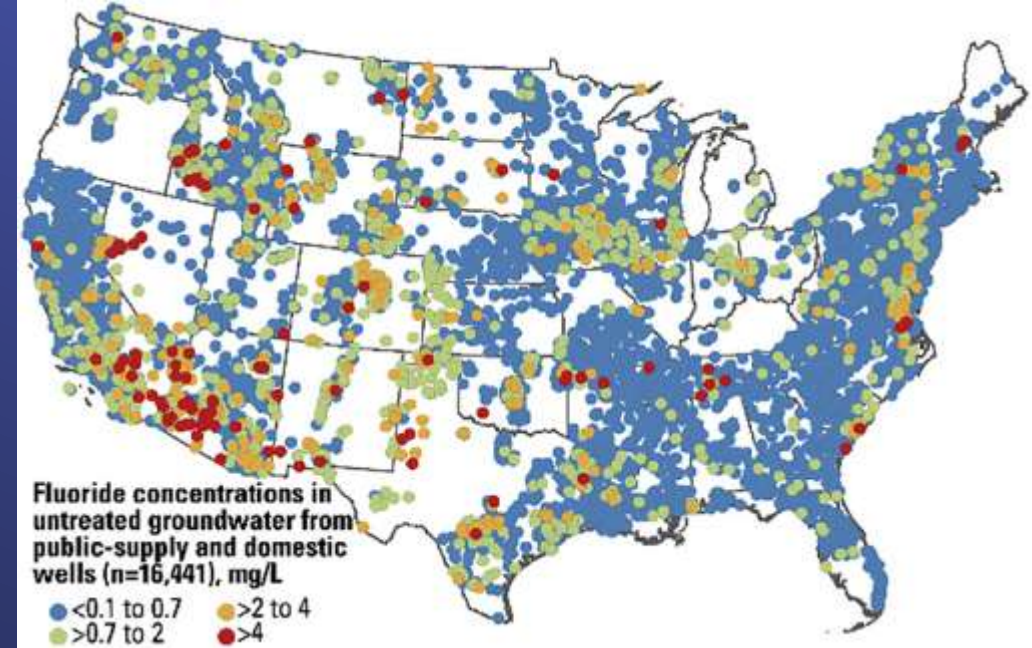 Fluoride concentrations in
untreated groundwater from
public-supply and domestic
wells (n=16,441), mg/L
<0.1 to 0.7 >2 to 4
>0.7 to 2 >4